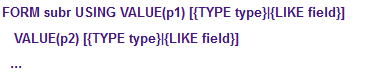 FORM subr USING VALUE(p1) [{TYPE type}|{LIKE field}]
VALUE(p2) [{TYPE type}|{LIKE field}]
...